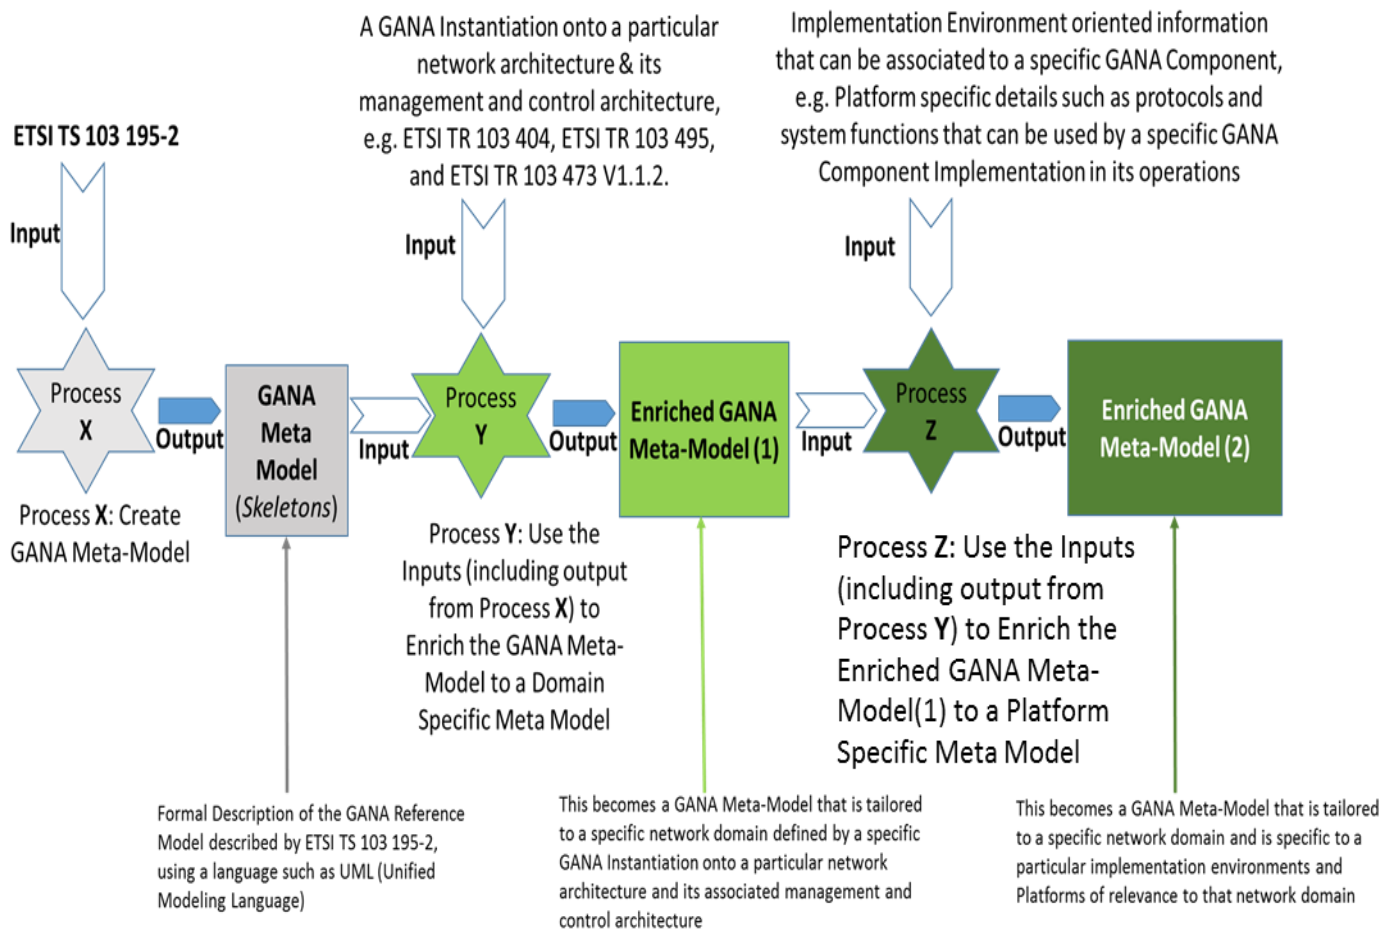 ETSI TS 103 195-2
Input
A GANA Instantiation onto a particular
network architecture & its
management and control architecture,
e.g. ETSI TR 103 404, ETSI TR 103 495,
and ETSI TR 103 473 V1.1.2.
Input
Implementation Environment oriented information
that can be associated to a specific GANA Component,
e.g. Platform specific details such as protocols and
system functions that can be used by a specific GANA
Component Implementation in its operations
Input
Process
X
Output
GANA
Meta
Model
(Skeletons)
Input
Process
Y
Output
Enriched GANA
Meta-Model (1)
Input
Process
Z
Output
Enriched GANA
Meta-Model (2)
Process X: Create
GANA Meta-Model
Process Y: Use the
Inputs (including output
from Process X) to
Enrich the GANA Meta-
Model to a Domain
Specific Meta Model
Process Z: Use the Inputs
(including output from
Process Y) to Enrich the
Enriched GANA Meta-
Model(1) to a Platform
Specific Meta Model
Formal Description of the GANA Reference
Model described by ETSI TS 103 195-2,
using a language such as UML (Unified
Modeling Language)
This becomes a GANA Meta-Model that is tailored
to a specific network domain defined by a specific
GANA Instantiation onto a particular network
architecture and its associated management and
control architecture
This becomes a GANA Meta-Model that is tailored
to a specific network domain and is specific to a
particular implementation environments and
Platforms of relevance to that network domain